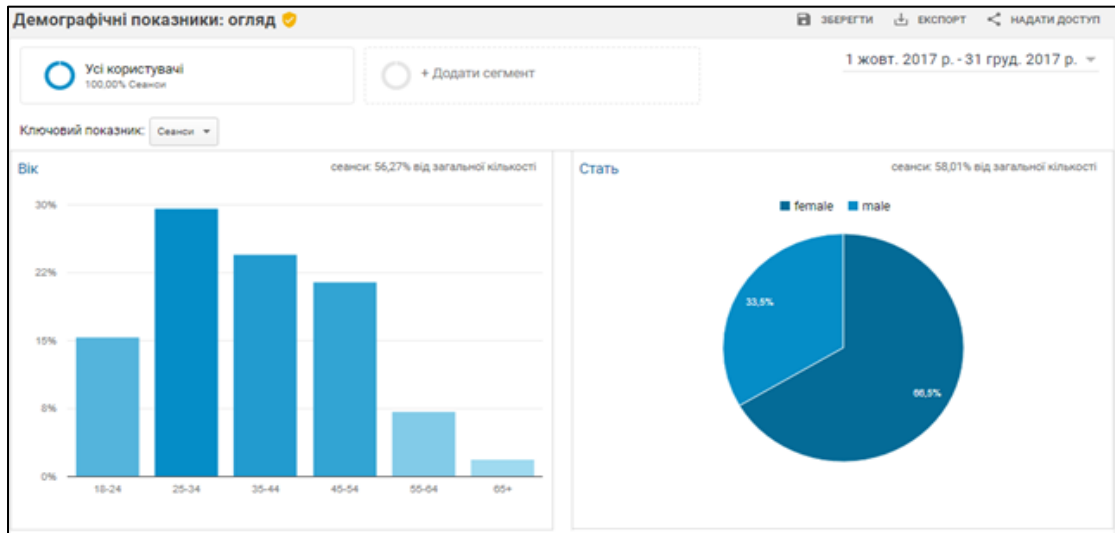 Демографічні показники: огляд
ЗБЕРЕГТИ ЕКСПОРТ НАДАТИ ДОСТУП
Усі користувачі
100,00% Сеанси
+ Додати сегмент
1 жовт. 2017 р. - 31 груд. 2017 р.
Ключовий показник: Сеанси
Вік
сеанси: 56,27% від загальної кількості
30%
22%
15%
8%
0%
18-24 25-34 35-44 45-54 55-64 65+
Стать
сеанси: 58,01% від загальної кількості
female male
33,5%
66,5%